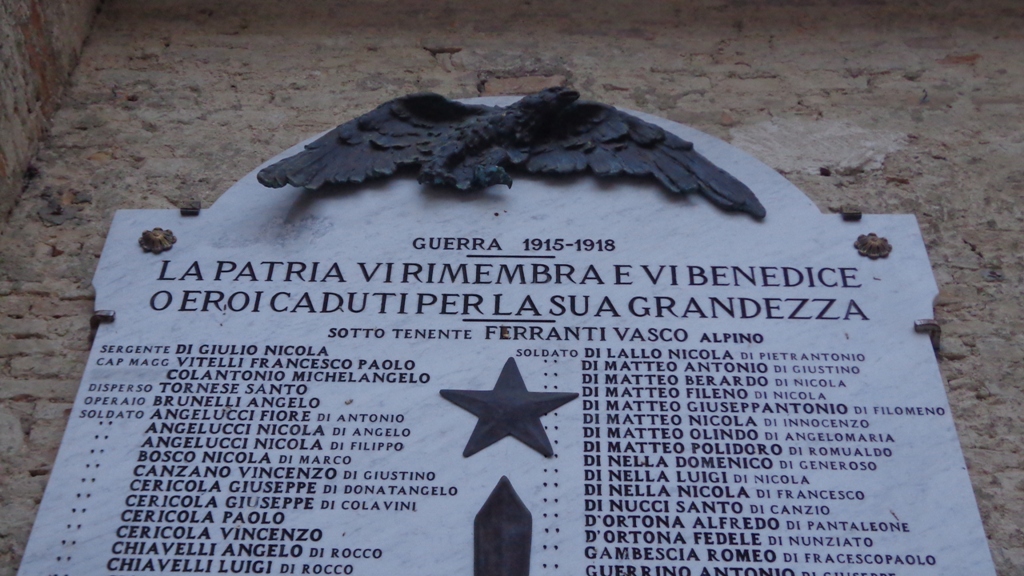 GUERRA 1915-1918
LA PATRIA VI RIMEMBRA E VI BENEDICE
O EROI CADUTI PER LA SUA GRANDEZZA
SOTTO TENENTE FERRANTI VASCO ALPINO
SERGENTE DI GIULIO NICOLA
CAP MAGG VITELLI FRANCESCO PAOLO
COLANTONIO MICHELANGELO
DISPERSO TORNESE SANTO
OPERAIO BRUNELLI ANGELO
SOLDATO ANGELUCCI FIORE DI ANTONIO
" ANGELUCCI NICOLA DI ANGELO
" ANGELUCCI NICOLA DI FILIPPO
" BOSCO NICOLA DI MARCO
" CANZANO VINCENZO DI GIUSTINO
" CERICOLA GIUSEPPE DI DONATANGELO
" CERICOLA GIUSEPPE DI COLAVINI
" CERICOLA PAOLO
" CERICOLA VINCENZO
" CHIAVELLI ANGELO DI ROCCO
" CHIAVELLI LUIGI DI ROCCO
SOLDATO DI LALLO NICOLA DI PIETRANTONIO
" DI MATTEO ANTONIO DI GIUSTINO
" DI MATTEO BERARDO DI NICOLA
" DI MATTEO FILENO DI NICOLA
" DI MATTEO GIUSEPPANTONIO DI FILOMENO
" DI MATTEO NICOLA DI INNOCENZO
" DI MATTEO OLINDO DI ANGELOMARIA
" DI MATTEO POLIDORO DI ROMUALDO
" DI NELLA DOMENICO DI GENEROSO
" DI NELLA LUIGI DI NICOLA
" DI NELLA NICOLA DI FRANCESCO
" DI NUCCI SANTO DI CANZIO
" D'ORTONA ALFREDO DI PANTALEONE
" D'ORTONA FEDELE DI NUNZIATO
" GAMBESCIA ROMEO DI FRACESCOPAOLO
" GUERRINO ANTONIO DI GIUSEPPE